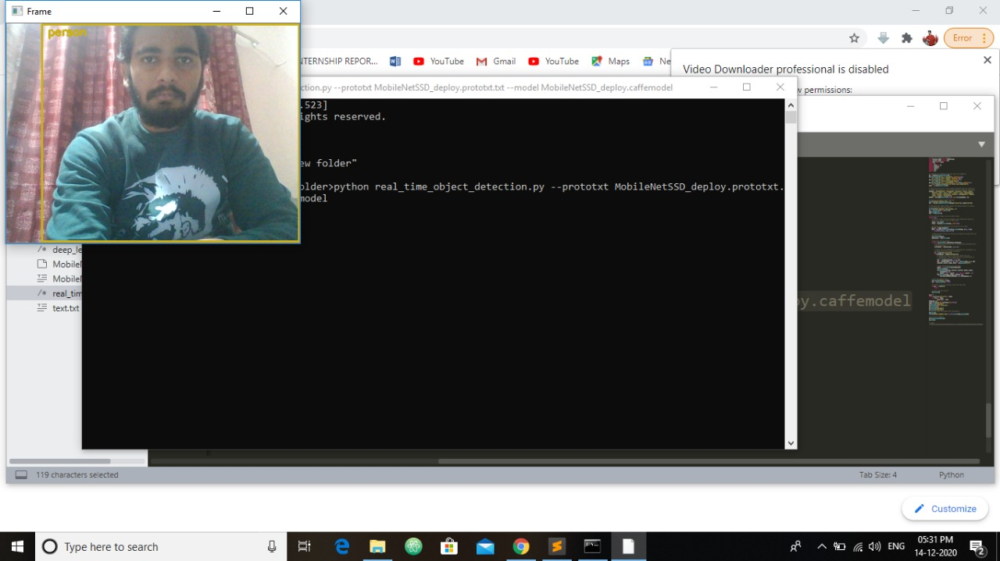 Frame
person
Error
NTERNSHIP REPOR...
YouTube
Gmail
YouTube
Maps
Ne
Video Downloader professional is disabled
w permissions:
ction.py --prototxt MobileNetSSD_deploy.prototxt.txt --model MobileNetSSD_deploy.caffemodel
.523]
ights reserved.
ew folder"
older>python real_time_object_detection.py --prototxt MobileNetSSD_deploy.prototxt.
model
deep_le
MobileN
MobileN
real_tim
text.txt
oy.caffemodel
119 characters selected
Tab Size: 4
Python
Customize
Type here to search
ENG
05:31 PM
14-12-2020
2